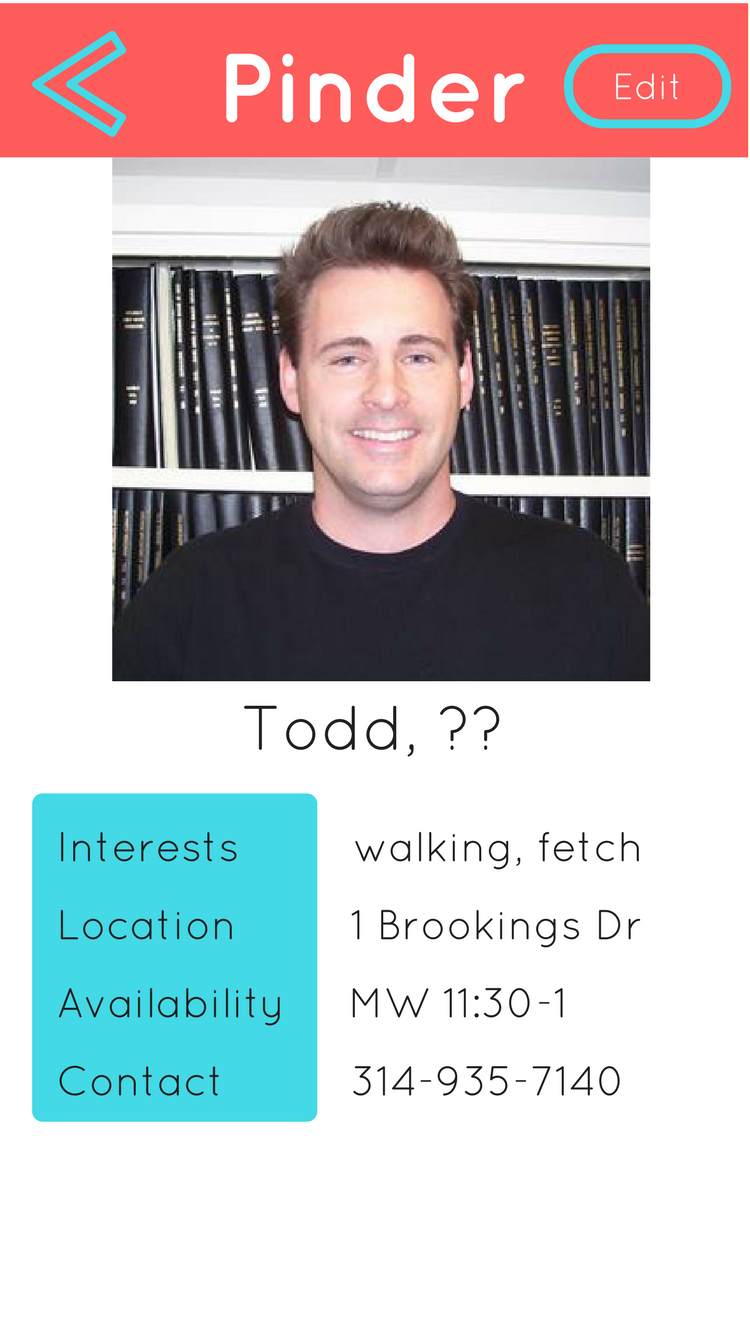 Pinder
Edit
Todd, ??
Interests walking, fetch
Location 1 Brookings Dr
Availability MW 11:30-1
Contact 314-935-7140